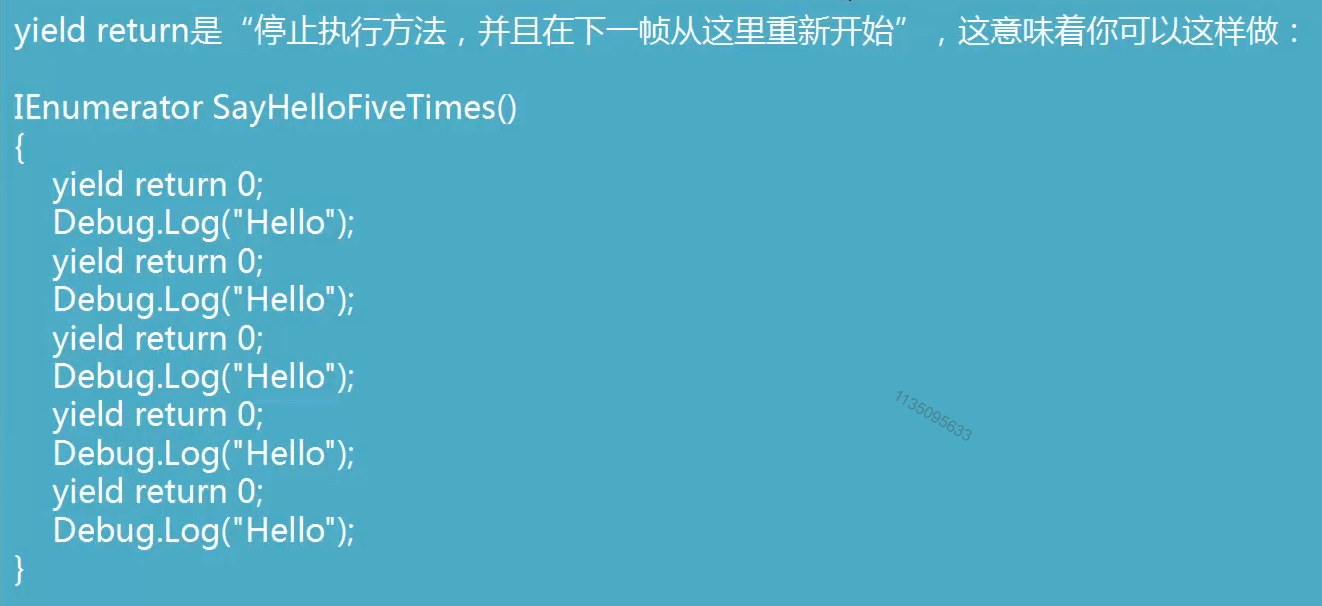 yield return是“停止执行方法，并且在下一帧从这里重新开始”，这意味着你可以这样做：
IEnumerator SayHelloFiveTimes()
{
yield return 0;
Debug.Log("Hello");
yield return 0;
Debug.Log("Hello");
yield return 0;
Debug.Log("Hello");
yield return 0;
Debug.Log("Hello");
yield return 0;
Debug.Log("Hello");
}
1135095633